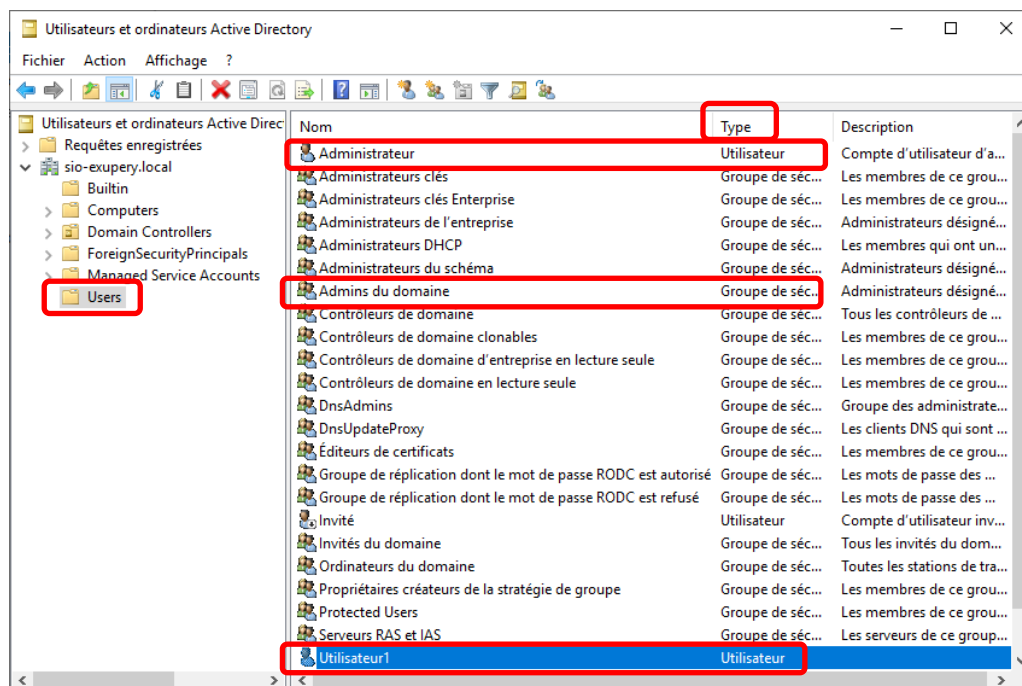 Utilisateurs et ordinateurs Active Directory
Fichier Action Affichage ?
Utilisateurs et ordinateurs Active Direc
Requêtes enregistrées
sio-exupery.local
Builtin
Computers
Domain Controllers
ForeignSecurityPrincipals
Managed Service Accounts
Users
Nom Type Description
Administrateur Utilisateur Compte d'utilisateur d'a...
Administrateurs clés Groupe de séc... Les membres de ce grou...
Administrateurs clés Enterprise Groupe de séc... Les membres de ce grou...
Administrateurs de l'entreprise Groupe de séc... Administrateurs désigné...
Administrateurs DHCP Groupe de séc... Les membres qui ont un...
Administrateurs du schéma Groupe de séc... Administrateurs désigné...
Admins du domaine Groupe de séc... Administrateurs désigné...
Contrôleurs de domaine Groupe de séc... Tous les contrôleurs de ...
Contrôleurs de domaine clonables Groupe de séc... Les membres de ce grou...
Contrôleurs de domaine d'entreprise en lecture seule Groupe de séc... Les membres de ce grou...
Contrôleurs de domaine en lecture seule Groupe de séc... Les membres de ce grou...
DnsAdmins Groupe de séc... Groupe des administrate...
DnsUpdateProxy Groupe de séc... Les clients DNS qui sont ...
Éditeurs de certificats Groupe de séc... Les membres de ce grou...
Groupe de réplication dont le mot de passe RODC est autorisé Groupe de séc... Les mots de passe des ...
Groupe de réplication dont le mot de passe RODC est refusé Groupe de séc... Les mots de passe des ...
Invité Utilisateur Compte d'utilisateur inv...
Invités du domaine Groupe de séc... Tous les invités du dom...
Ordinateurs du domaine Groupe de séc... Toutes les stations de tra...
Propriétaires créateurs de la stratégie de groupe Groupe de séc... Les membres de ce grou...
Protected Users Groupe de séc... Les membres de ce grou...
Serveurs RAS et IAS Groupe de séc... Les serveurs de ce group...
Utilisateur1 Utilisateur